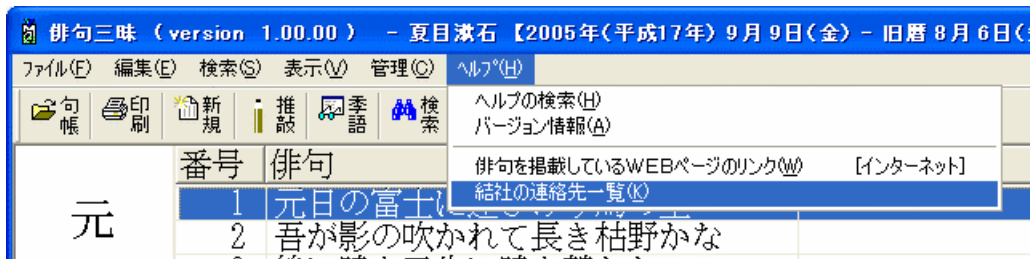 俳句三昧 （version 1.00.00 ） - 夏目漱石 【2005年(平成17年) 9月 9日(金) - 旧暦 8月 6日(
ファイル(F) 編集(E) 検索(S) 表示(V) 管理(C) ヘルプ(H)
句帳 印刷 新規 推敲 季語 検索
ヘルプの検索(H)
バージョン情報(A)
俳句を掲載しているWEBページのリンク(W) [インターネット]
結社の連絡先一覧(K)
番号 俳句
元
1 元日の富士に
2 吾が影の吹かれて長き枯野かな